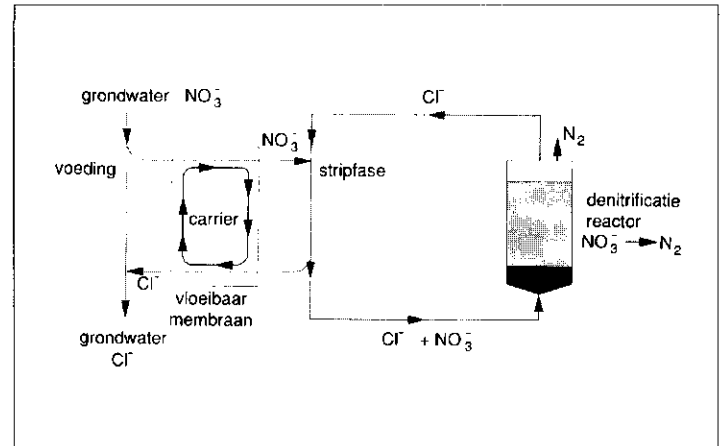 grondwater NO₃⁻
voeding
NO₃⁻
carrier
Cl⁻
vloeibaar
membraan
grondwater
Cl⁻
stripfase
Cl⁻
Cl⁻ + NO₃⁻
N₂
denitrificatie
reactor
NO₃⁻ → N₂